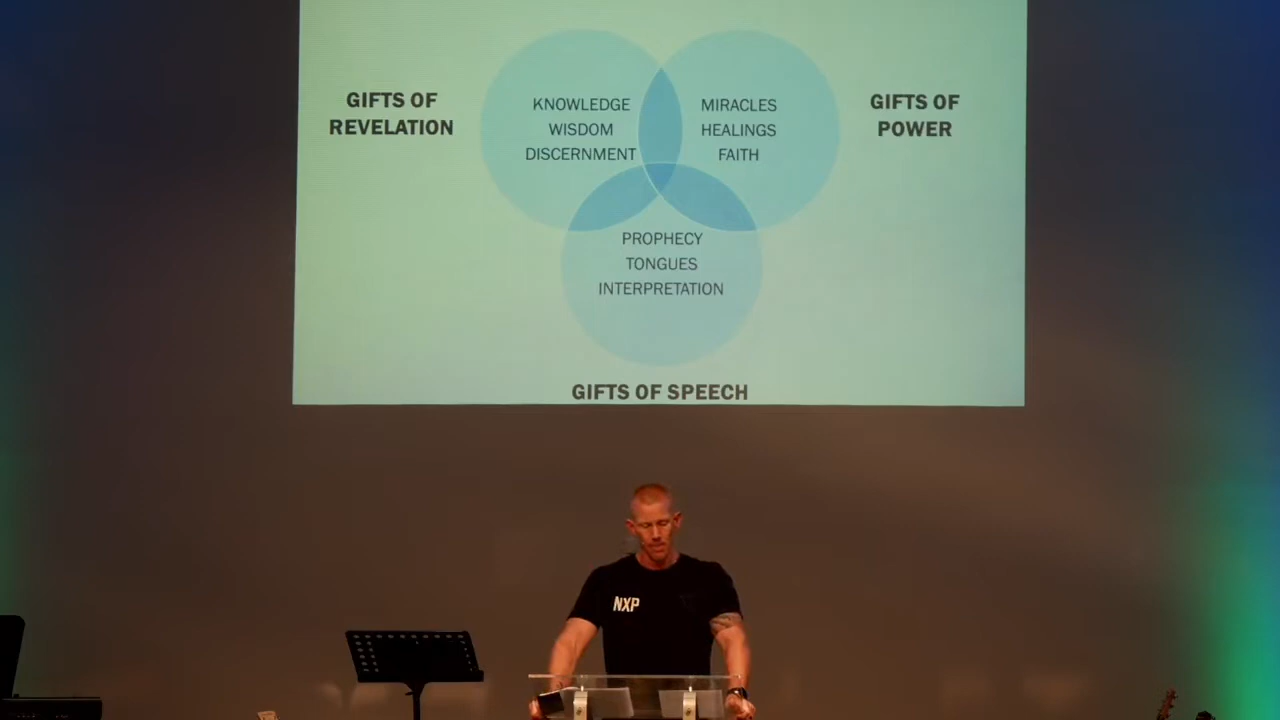 GIFTS OF
REVELATION
KNOWLEDGE
WISDOM
DISCERNMENT
MIRACLES
HEALINGS
FAITH
GIFTS OF
POWER
PROPHECY
TONGUES
INTERPRETATION
GIFTS OF SPEECH
NXP